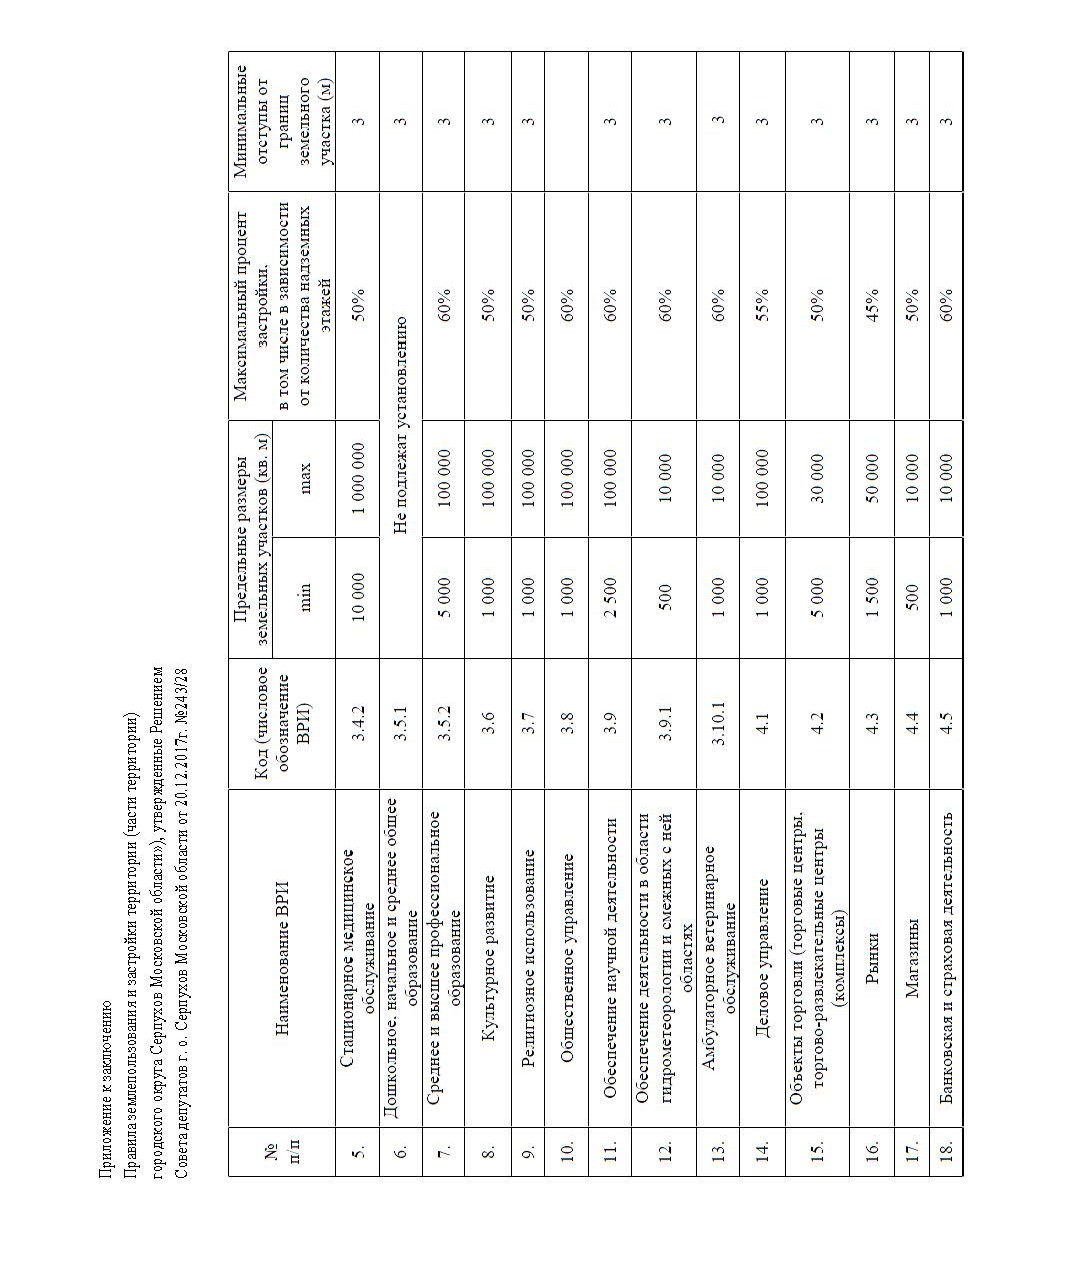 Приложение к заключению
Правила землепользования и застройки территории (части территории)
городского округа Серпухов Московской области»), утвержденные Решением
Совета депутатов г. о. Серпухов Московской области от 20.12.2017г. №243/28
№
п/п
Наименование ВРИ
Код (числовое
обозначение
ВРИ)
Предельные размеры
земельных участков (кв. м)
min
max
Максимальный процент
застройки,
в том числе в зависимости
от количества надземных
этажей
Минимальные
отступы от
границ
земельного
участка (м)
5.
Стационарное медицинское
обслуживание
3.4.2
10 000
1 000 000
50%
3
6.
Дошкольное, начальное и среднее общее
образование
3.5.1
Не подлежат установлению
3
7.
Среднее и высшее профессиональное
образование
3.5.2
5 000
100 000
60%
3
8.
Культурное развитие
3.6
1 000
100 000
50%
3
9.
Религиозное использование
3.7
1 000
100 000
50%
3
10.
Общественное управление
3.8
1 000
100 000
60%
11.
Обеспечение научной деятельности
3.9
2 500
100 000
60%
3
12.
Обеспечение деятельности в области
гидрометеорологии и смежных с ней
областях
3.9.1
500
10 000
60%
3
13.
Амбулаторное ветеринарное
обслуживание
3.10.1
1 000
10 000
60%
3
14.
Деловое управление
4.1
1 000
100 000
55%
3
15.
Объекты торговли (торговые центры,
торгово-развлекательные центры
(комплексы)
4.2
5 000
30 000
50%
3
16.
Рынки
4.3
1 500
50 000
45%
3
17.
Магазины
4.4
500
10 000
50%
3
18.
Банковская и страховая деятельность
4.5
1 000
10 000
60%
3